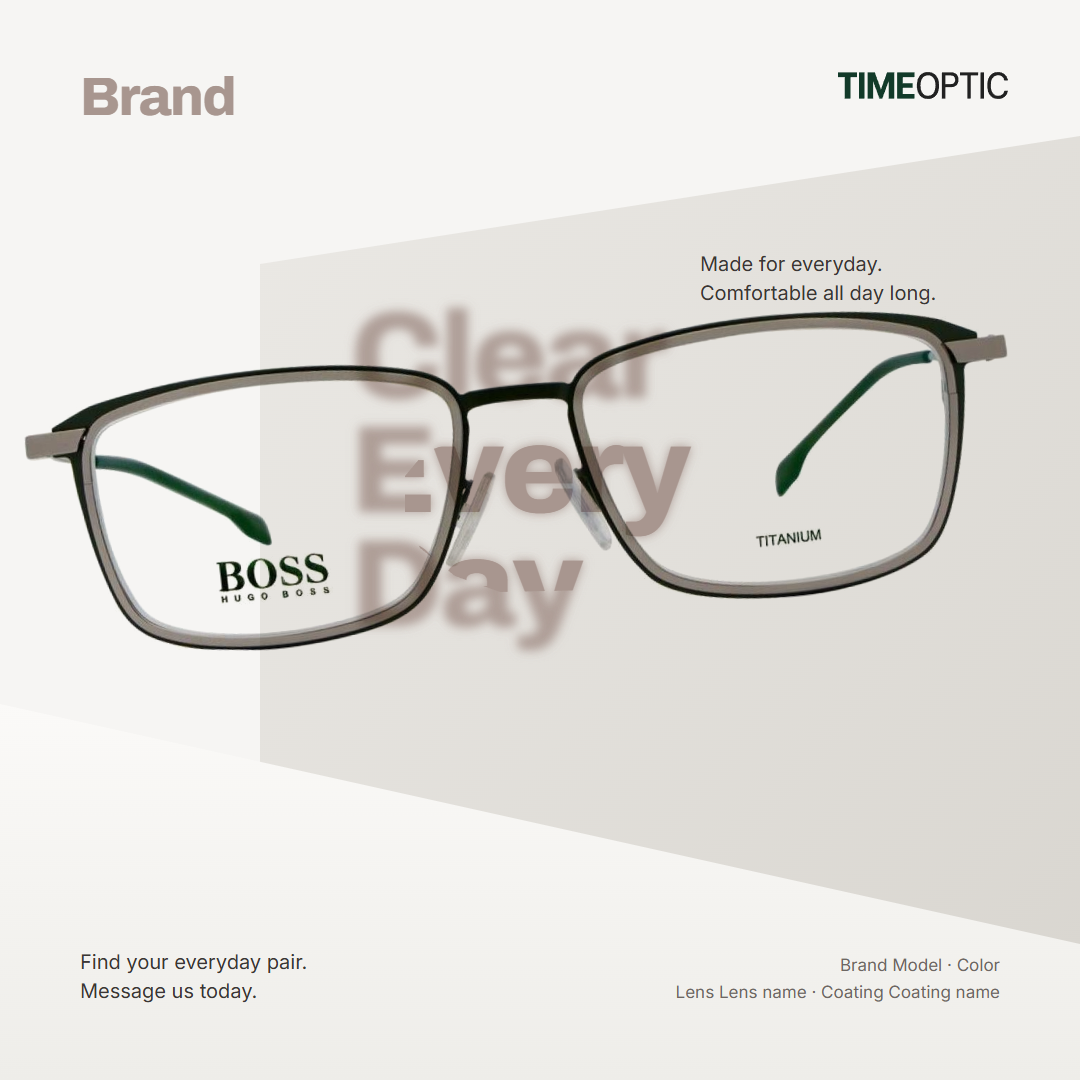 Brand
TIMEOPTIC
Made for everyday.
Comfortable all day long.
Clear
Every
Day
BOSS
HUGO BOSS
TITANIUM
Find your everyday pair.
Message us today.
Brand Model · Color
Lens Lens name · Coating Coating name